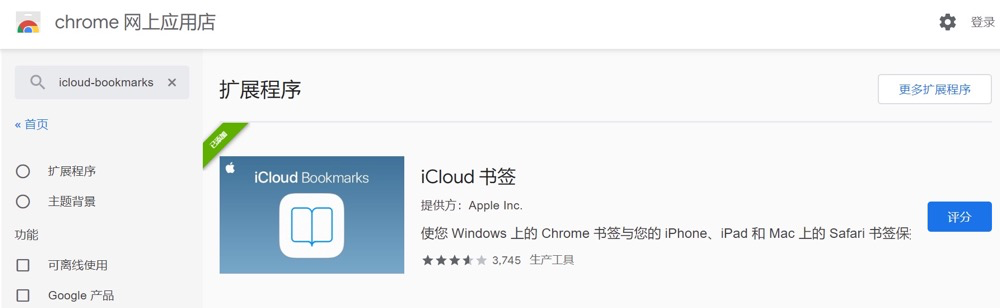 chrome 网上应用店
登录
icloud-bookmarks
« 首页
扩展程序
主题背景
功能
可离线使用
Google 产品
扩展程序
更多扩展程序
已添加
iCloud Bookmarks
iCloud 书签
提供方：Apple Inc.
使您 Windows 上的 Chrome 书签与您的 iPhone、iPad 和 Mac 上的 Safari 书签保
3,745 生产工具
评分